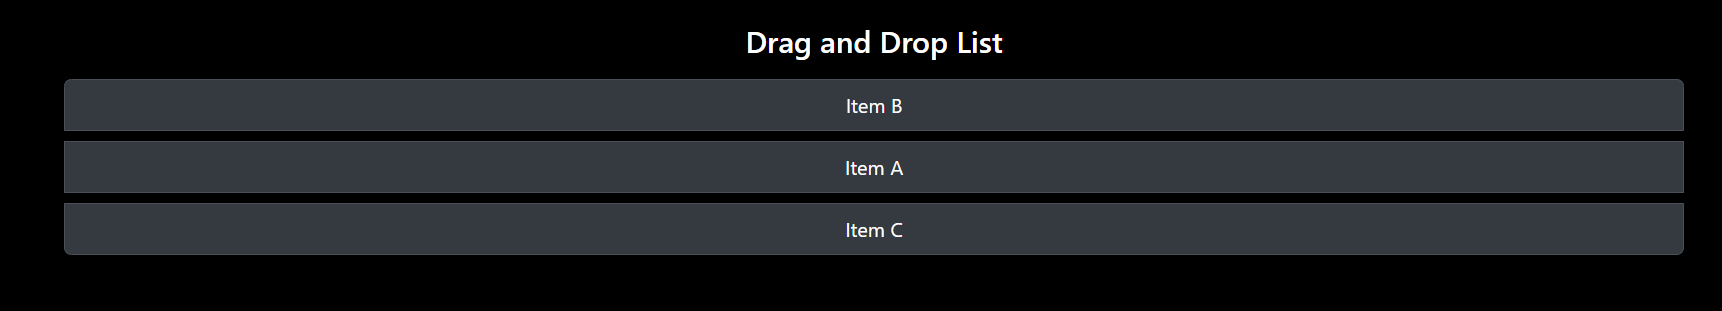 Drag and Drop List
Item B
Item A
Item C